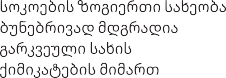 სოკოების ზოგიერთი სახეობა
ბუნებრივად მდგრადია
გარკვეული სახის
ქიმიკატების მიმართ